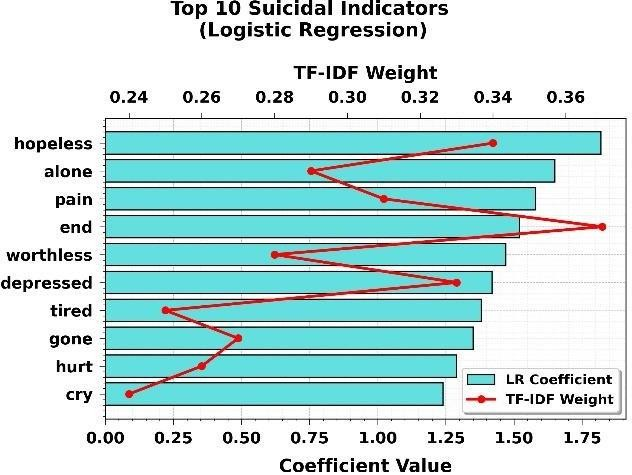 Top 10 Suicidal Indicators
(Logistic Regression)
TF-IDF Weight
0.24 0.26 0.28 0.30 0.32 0.34 0.36
hopeless
alone
pain
end
worthless
depressed
tired
gone
hurt
cry
LR Coefficient
TF-IDF Weight
0.00 0.25 0.50 0.75 1.00 1.25 1.50 1.75
Coefficient Value